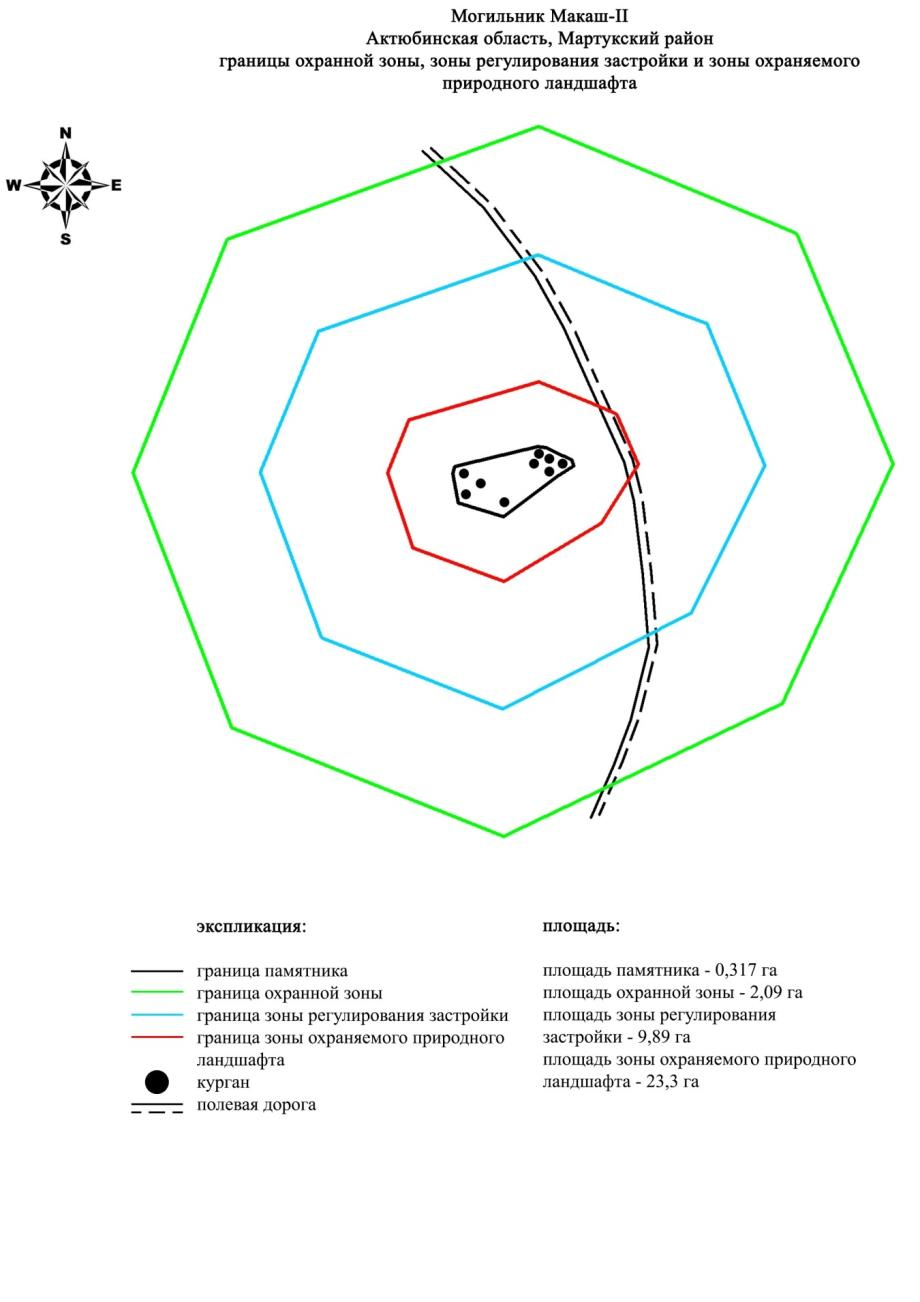 Могильник Макаш-II
Актюбинская область, Мартукский район
границы охранной зоны, зоны регулирования застройки и зоны охраняемого
природного ландшафта
N
W
E
S
экспликация:
граница памятника
граница охранной зоны
граница зоны регулирования застройки
граница зоны охраняемого природного
ландшафта
курган
полевая дорога
площадь:
площадь памятника - 0,317 га
площадь охранной зоны - 2,09 га
площадь зоны регулирования
застройки - 9,89 га
площадь зоны охраняемого природного
ландшафта - 23,3 га